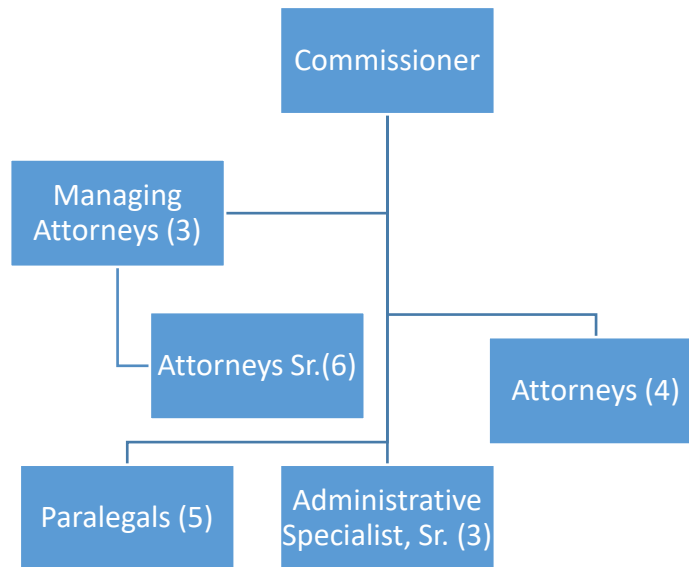 Commissioner
Managing
Attorneys (3)
Attorneys Sr.(6)
Attorneys (4)
Paralegals (5)
Administrative
Specialist, Sr. (3)